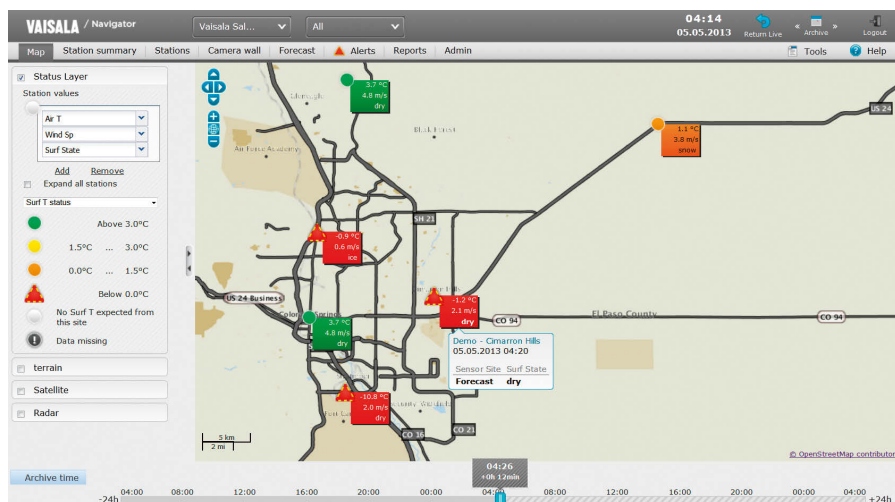 VAISALA / Navigator
Vaisala Sal...
All
04:14
05.05.2013
Return Live
« »
Archive
Logout
Map Station summary Stations Camera wall Forecast Alerts Reports Admin Tools ? Help
Status Layer
Station values
Air T
Wind Sp
Surf State
Add Remove
Expand all stations
Surf T status
Above 3.0°C
1.5°C ... 3.0°C
0.0°C ... 1.5°C
Below 0.0°C
No Surf T expected from
this site
! Data missing
terrain
Satellite
Radar
3.7 °C
4.8 m/s
dry
US 24
1.1 °C
3.8 m/s
snow
Black Forest
Air Force Academy
SH 21
-0.9 °C
0.6 m/s
ice
US 24 Business
-1.2 °C
2.1 m/s
dry
3.7 °C
4.8 m/s
dry
CO 94
El Paso County
CO 94
Demo - Cimarron Hills
05.05.2013 04:20
Sensor Site Surf State
Forecast dry
-10.8 °C
2.0 m/s
dry
CO 16
CO 21
5 km
2 mi
© OpenStreetMap contributor
Archive time
04:26
+0h 12min
-24h 04:00 08:00 12:00 16:00 20:00 00:00 04:00 12:00 16:00 20:00 00:00 04:00 +24h